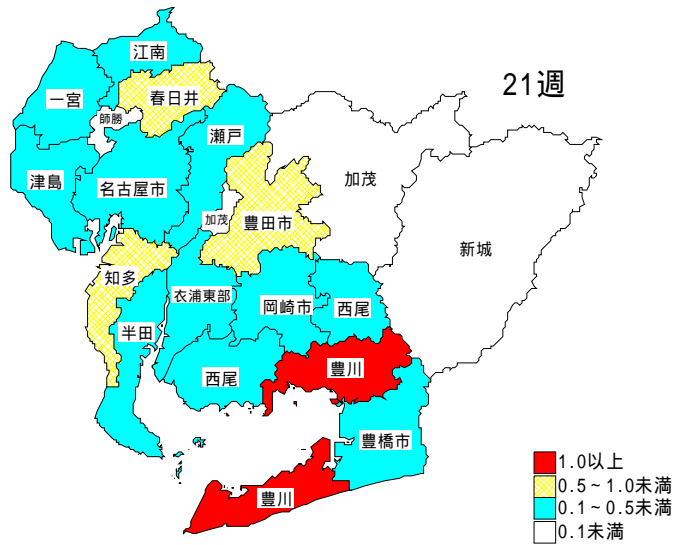 江南
21週
春日井
一宮
師勝
瀬戸
加茂
津島
名古屋市
加茂
豊田市
新城
知多
衣浦東部
岡崎市
西尾
半田
豊川
西尾
豊橋市
豊川
1.0以上
0.5~1.0未満
0.1~0.5未満
0.1未満